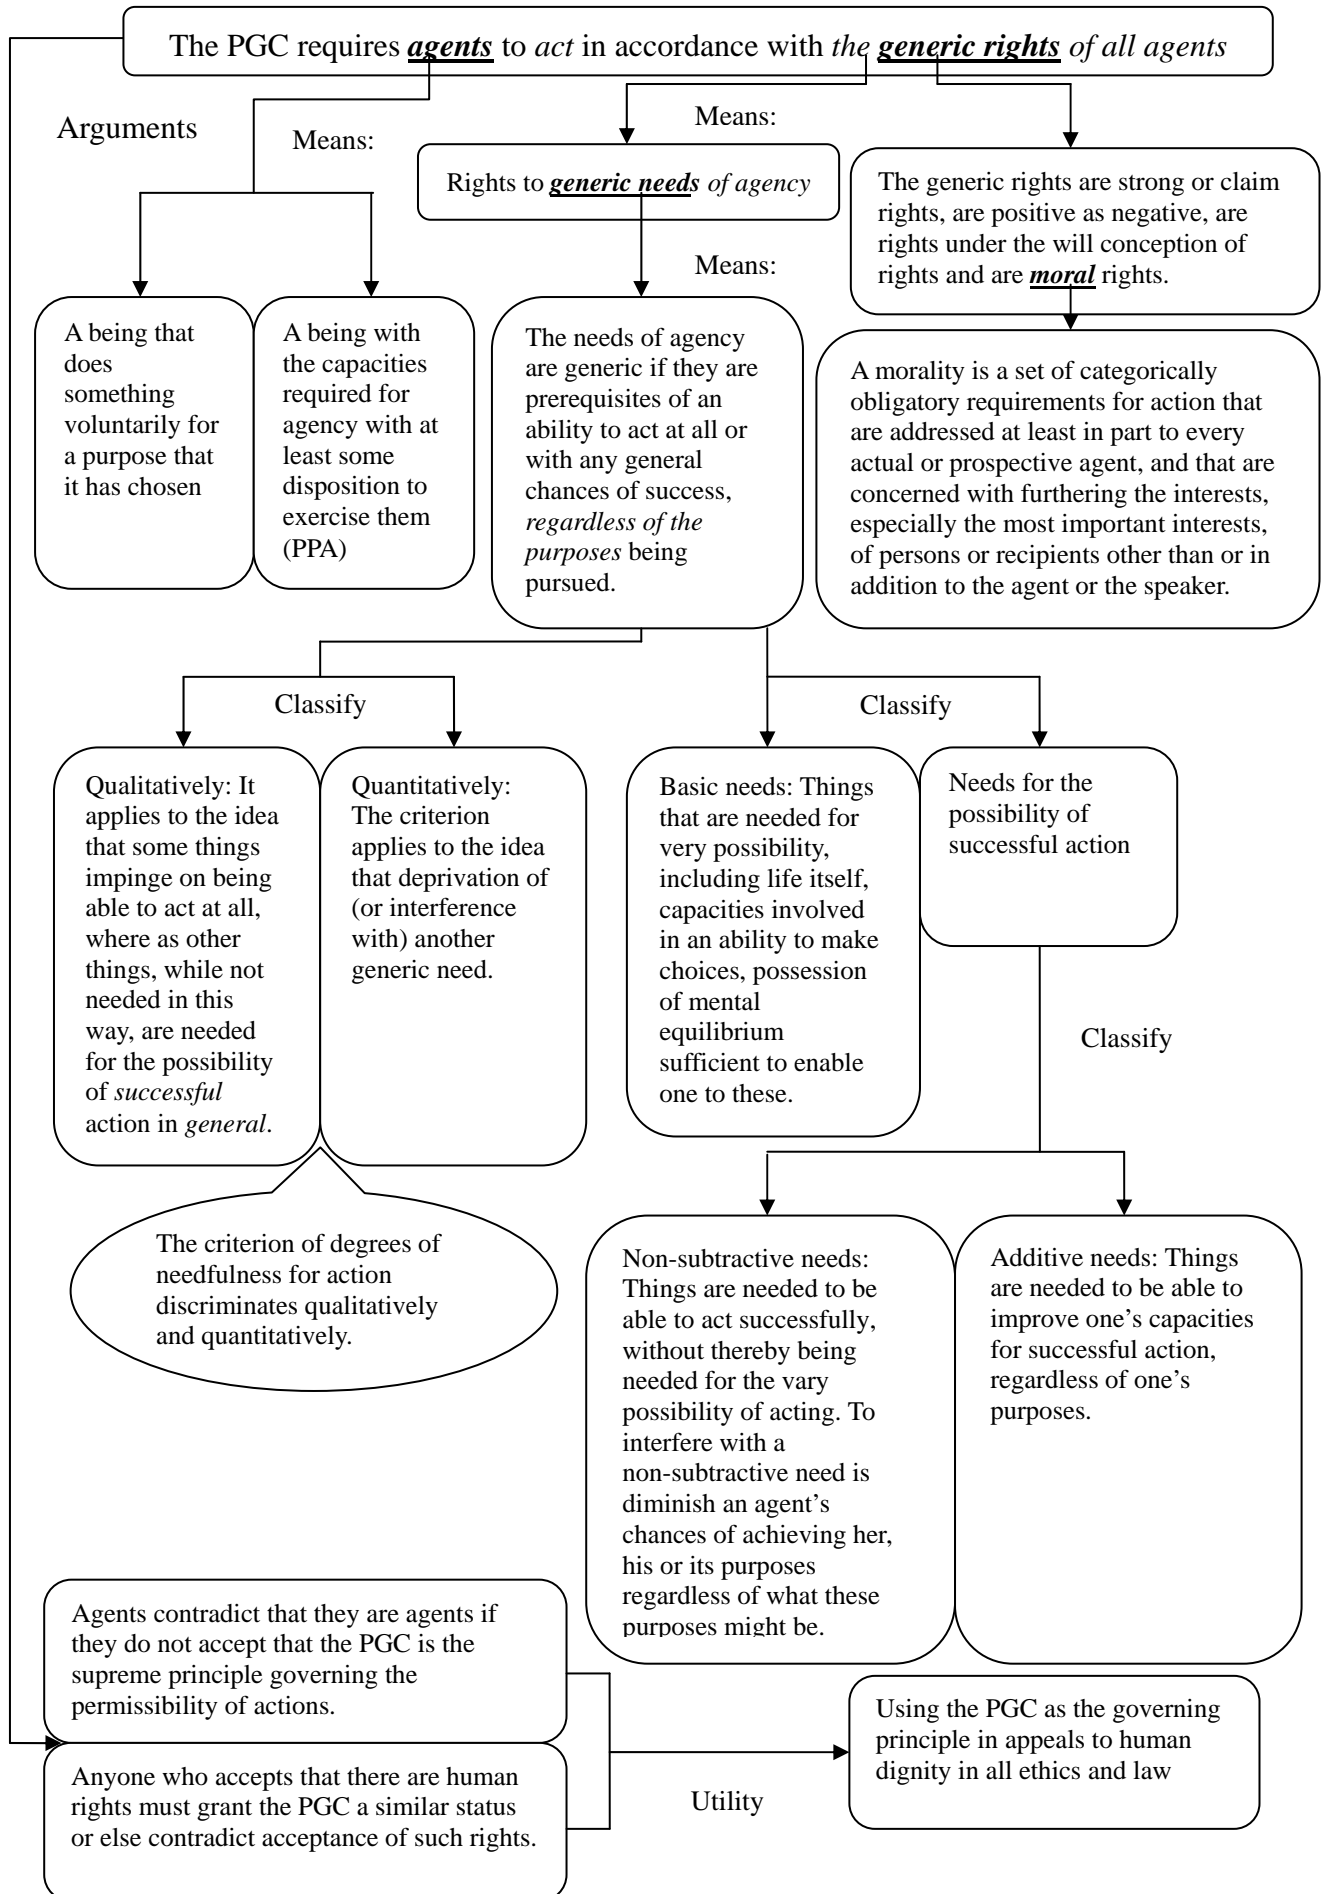 The PGC requires agents to act in accordance with the generic rights of all agents
Arguments
Means:
Means:
Rights to generic needs of agency
The generic rights are strong or claim
rights, are positive as negative, are
rights under the will conception of
rights and are moral rights.
Means:
A being that
does
something
voluntarily for
a purpose that
it has chosen
A being with
the capacities
required for
agency with at
least some
disposition to
exercise them
(PPA)
The needs of agency
are generic if they are
prerequisites of an
ability to act at all or
with any general
chances of success,
regardless of the
purposes being
pursued.
A morality is a set of categorically
obligatory requirements for action that
are addressed at least in part to every
actual or prospective agent, and that are
concerned with furthering the interests,
especially the most important interests,
of persons or recipients other than or in
addition to the agent or the speaker.
Classify
Classify
Qualitatively: It
applies to the idea
that some things
impinge on being
able to act at all,
where as other
things, while not
needed in this
way, are needed
for the possibility
of successful
action in general.
Quantitatively:
The criterion
applies to the idea
that deprivation of
(or interference
with) another
generic need.
Basic needs: Things
that are needed for
very possibility,
including life itself,
capacities involved
in an ability to make
choices, possession
of mental
equilibrium
sufficient to enable
one to these.
Needs for the
possibility of
successful action
Classify
The criterion of degrees of
needfulness for action
discriminates qualitatively
and quantitatively.
Non-subtractive needs:
Things are needed to be
able to act successfully,
without thereby being
needed for the vary
possibility of acting. To
interfere with a
non-subtractive need is
diminish an agent's
chances of achieving her,
his or its purposes
regardless of what these
purposes might be.
Additive needs: Things
are needed to be able to
improve one's capacities
for successful action,
regardless of one's
purposes.
Agents contradict that they are agents if
they do not accept that the PGC is the
supreme principle governing the
permissibility of actions.
Anyone who accepts that there are human
rights must grant the PGC a similar status
or else contradict acceptance of such rights.
Utility
Using the PGC as the governing
principle in appeals to human
dignity in all ethics and law